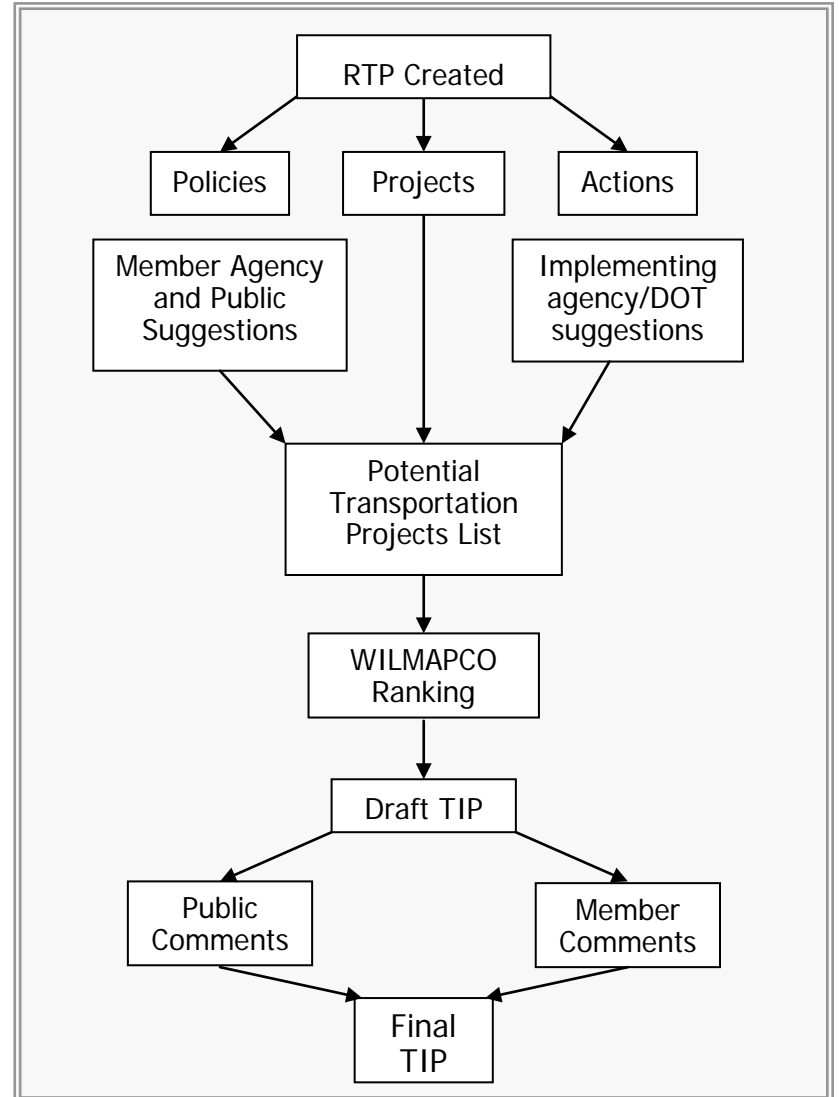 RTP Created
Policies
Projects
Actions
Member Agency
and Public
Suggestions
Implementing
agency/DOT
suggestions
Potential
Transportation
Projects List
WILMAPCO
Ranking
Draft TIP
Public
Comments
Member
Comments
Final
TIP